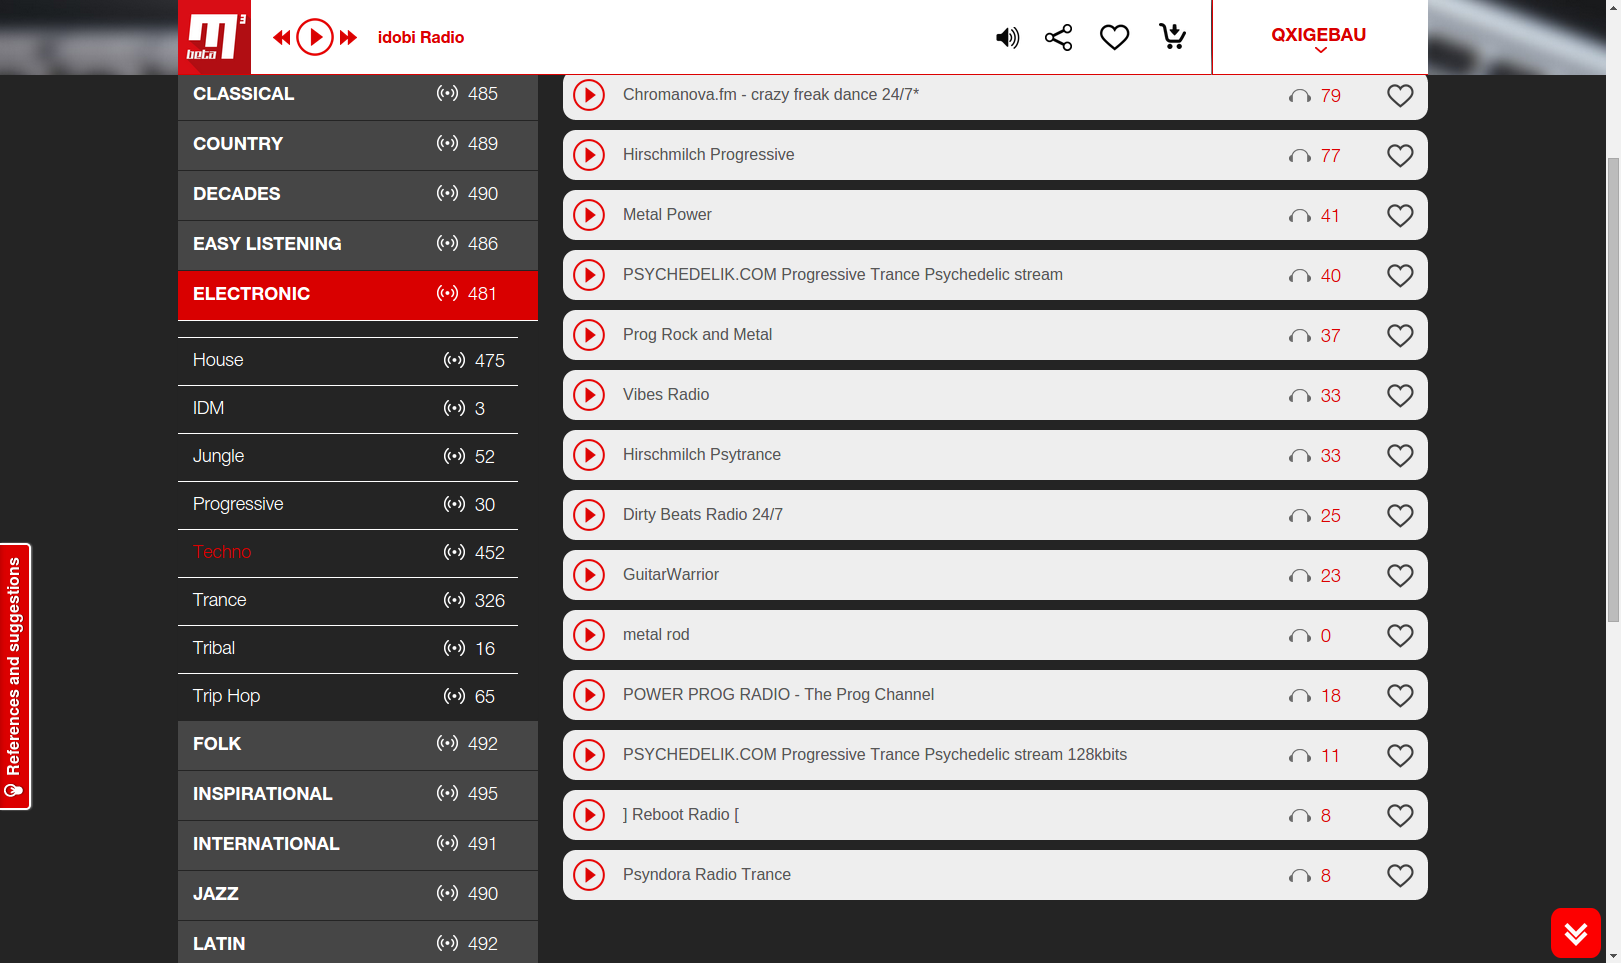 m3 beta
idobi Radio
QXIGEBAU
CLASSICAL 485
COUNTRY 489
DECADES 490
EASY LISTENING 486
ELECTRONIC 481
House 475
IDM 3
Jungle 52
Progressive 30
Techno 452
Trance 326
Tribal 16
Trip Hop 65
FOLK 492
INSPIRATIONAL 495
INTERNATIONAL 491
JAZZ 490
LATIN 492
Chromanova.fm - crazy freak dance 24/7* 79
Hirschmilch Progressive 77
Metal Power 41
PSYCHEDELIK.COM Progressive Trance Psychedelic stream 40
Prog Rock and Metal 37
Vibes Radio 33
Hirschmilch Psytrance 33
Dirty Beats Radio 24/7 25
GuitarWarrior 23
metal rod 0
POWER PROG RADIO - The Prog Channel 18
PSYCHEDELIK.COM Progressive Trance Psychedelic stream 128kbits 11
] Reboot Radio [ 8
Psyndora Radio Trance 8
References and suggestions